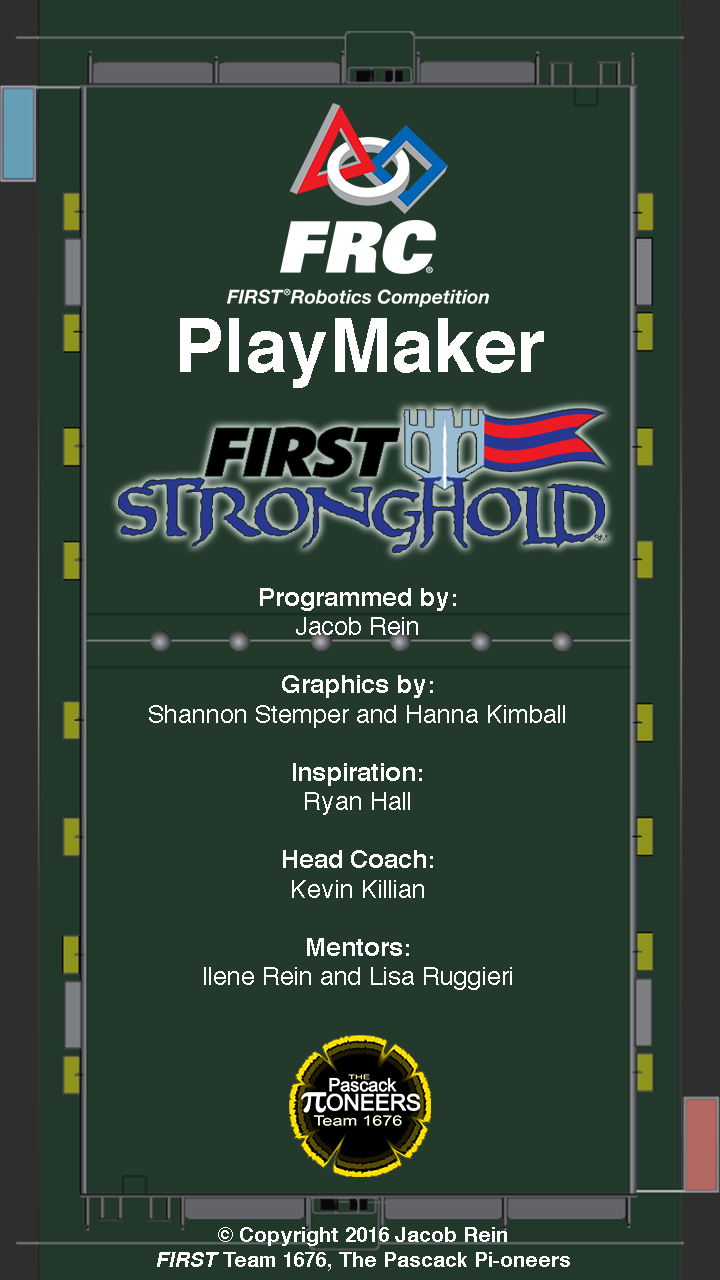 FRC®
FIRST® Robotics Competition
PlayMaker
FIRST
STRONGHOLD℠
Programmed by:
Jacob Rein
Graphics by:
Shannon Stemper and Hanna Kimball
Inspiration:
Ryan Hall
Head Coach:
Kevin Killian
Mentors:
Ilene Rein and Lisa Ruggieri
THE
Pascack
πONEERS
Team 1676
© Copyright 2016 Jacob Rein
FIRST Team 1676, The Pascack Pi-oneers